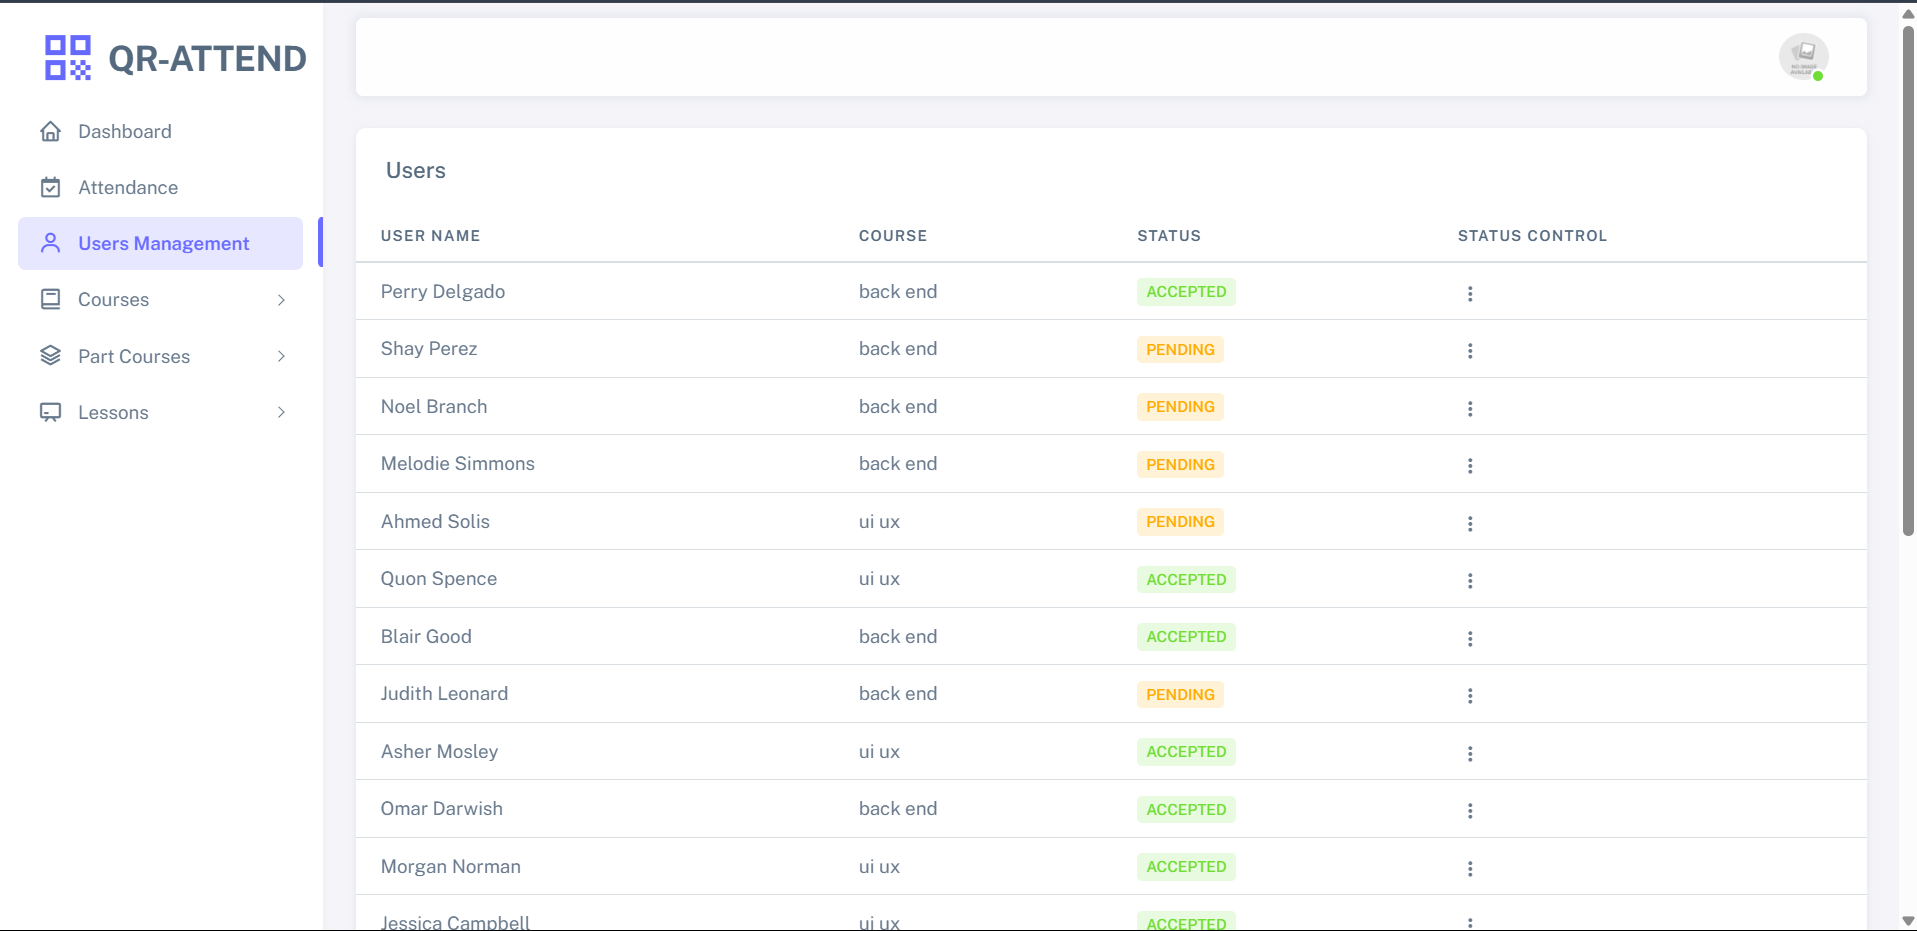 QR-ATTEND
Dashboard
Attendance
Users Management
Courses
Part Courses
Lessons
Users
USER NAME COURSE STATUS STATUS CONTROL
Perry Delgado back end ACCEPTED
Shay Perez back end PENDING
Noel Branch back end PENDING
Melodie Simmons back end PENDING
Ahmed Solis ui ux PENDING
Quon Spence ui ux ACCEPTED
Blair Good back end ACCEPTED
Judith Leonard back end PENDING
Asher Mosley ui ux ACCEPTED
Omar Darwish back end ACCEPTED
Morgan Norman ui ux ACCEPTED
Jessica Campbell ui ux ACCEPTED